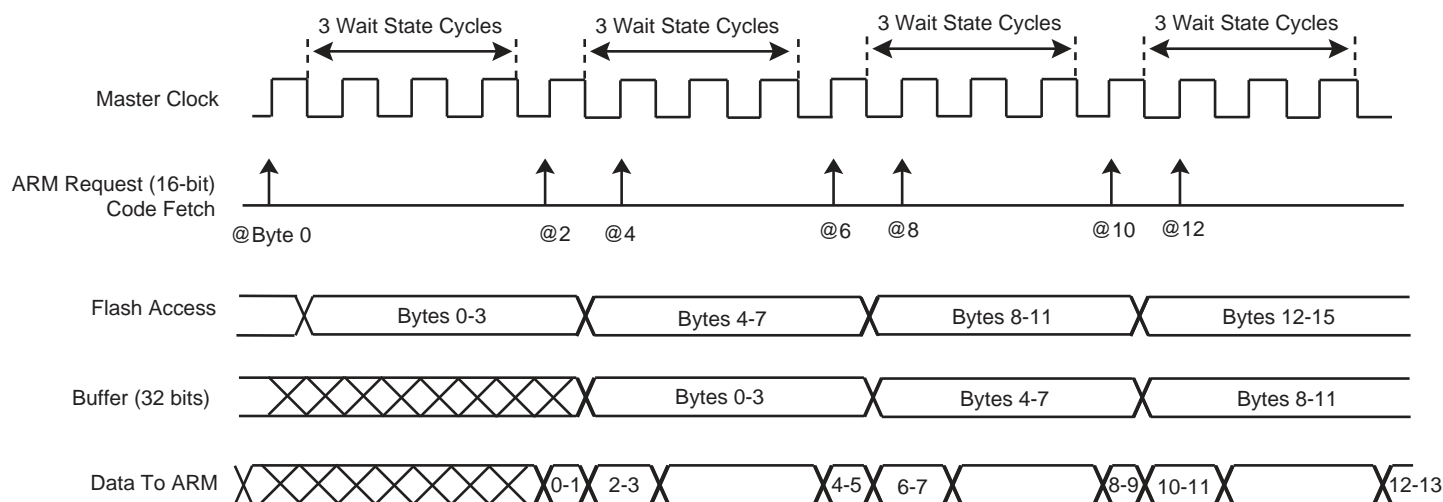 3 Wait State Cycles 3 Wait State Cycles 3 Wait State Cycles 3 Wait State Cycles
Master Clock
ARM Request (16-bit)
Code Fetch
@Byte 0 @2 @4 @6 @8 @10 @12
Flash Access Bytes 0-3 Bytes 4-7 Bytes 8-11 Bytes 12-15
Buffer (32 bits) Bytes 0-3 Bytes 4-7 Bytes 8-11
Data To ARM 0-1 2-3 4-5 6-7 8-9 10-11 12-13